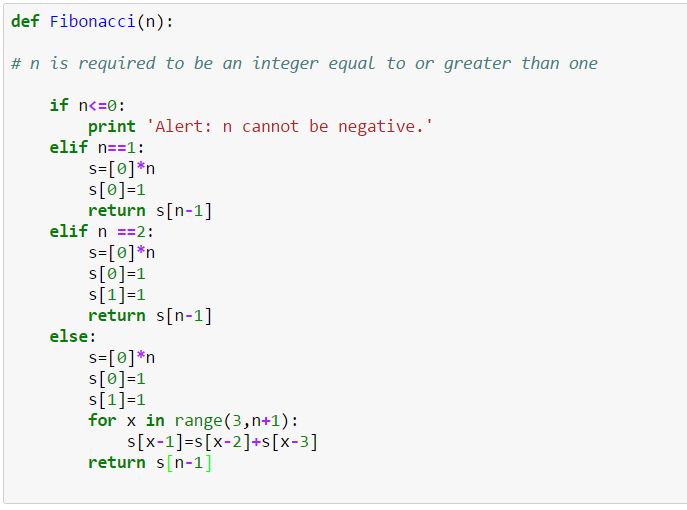 def Fibonacci(n):
# n is required to be an integer equal to or greater than one
    if n<=0:
        print 'Alert: n cannot be negative.'
    elif n==1:
        s=[0]*n
        s[0]=1
        return s[n-1]
    elif n ==2:
        s=[0]*n
        s[0]=1
        s[1]=1
        return s[n-1]
    else:
        s=[0]*n
        s[0]=1
        s[1]=1
        for x in range(3,n+1):
            s[x-1]=s[x-2]+s[x-3]
        return s[n-1]